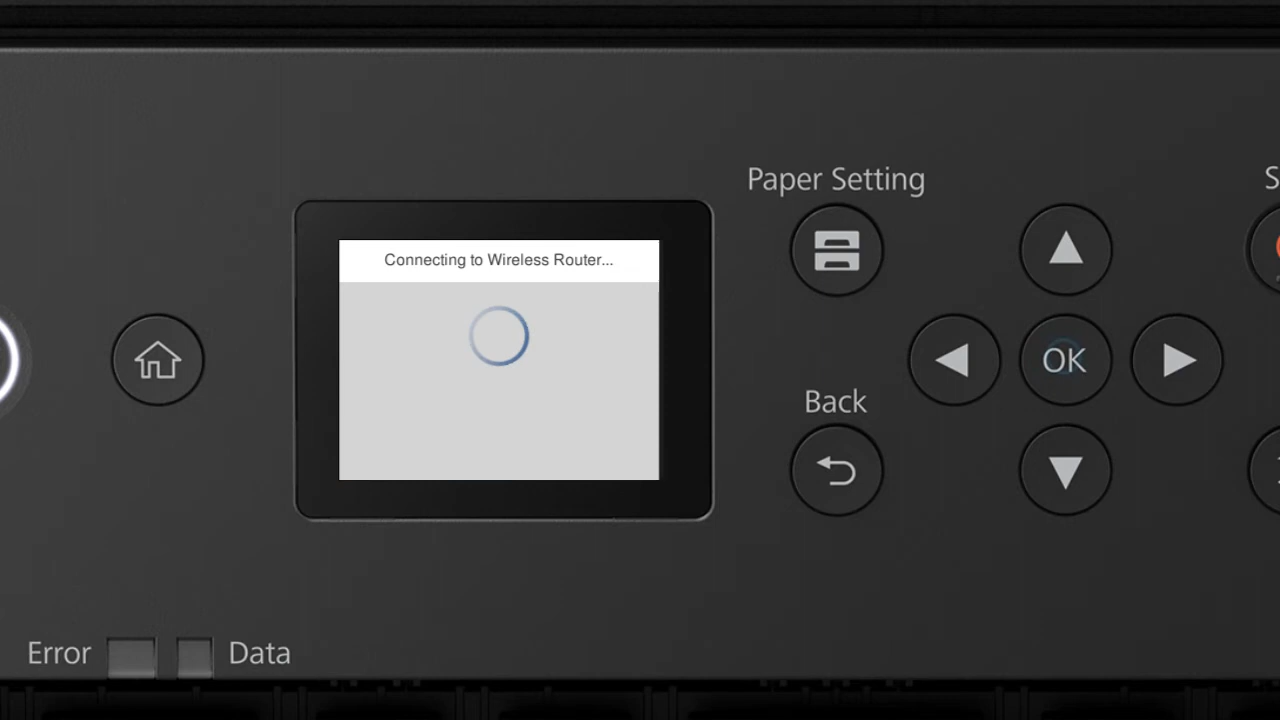 Paper Setting
Connecting to Wireless Router...
OK
Back
Error
Data